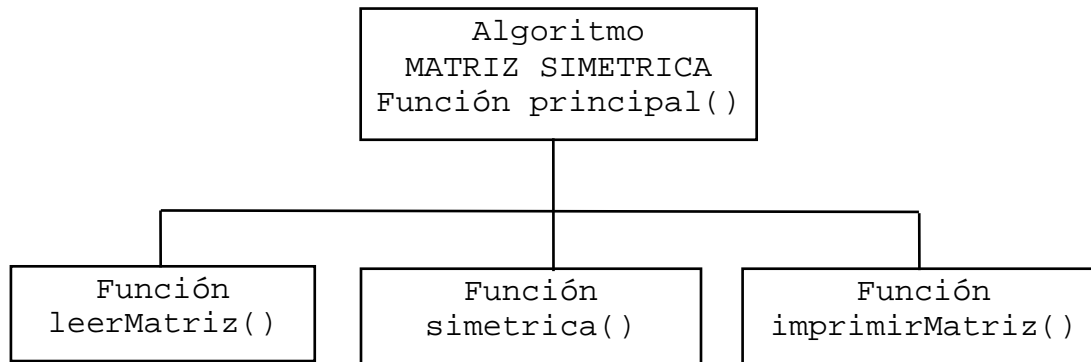 Algoritmo
MATRIZ SIMETRICA
Función principal()
Función
leerMatriz()
Función
simetrica()
Función
imprimirMatriz()